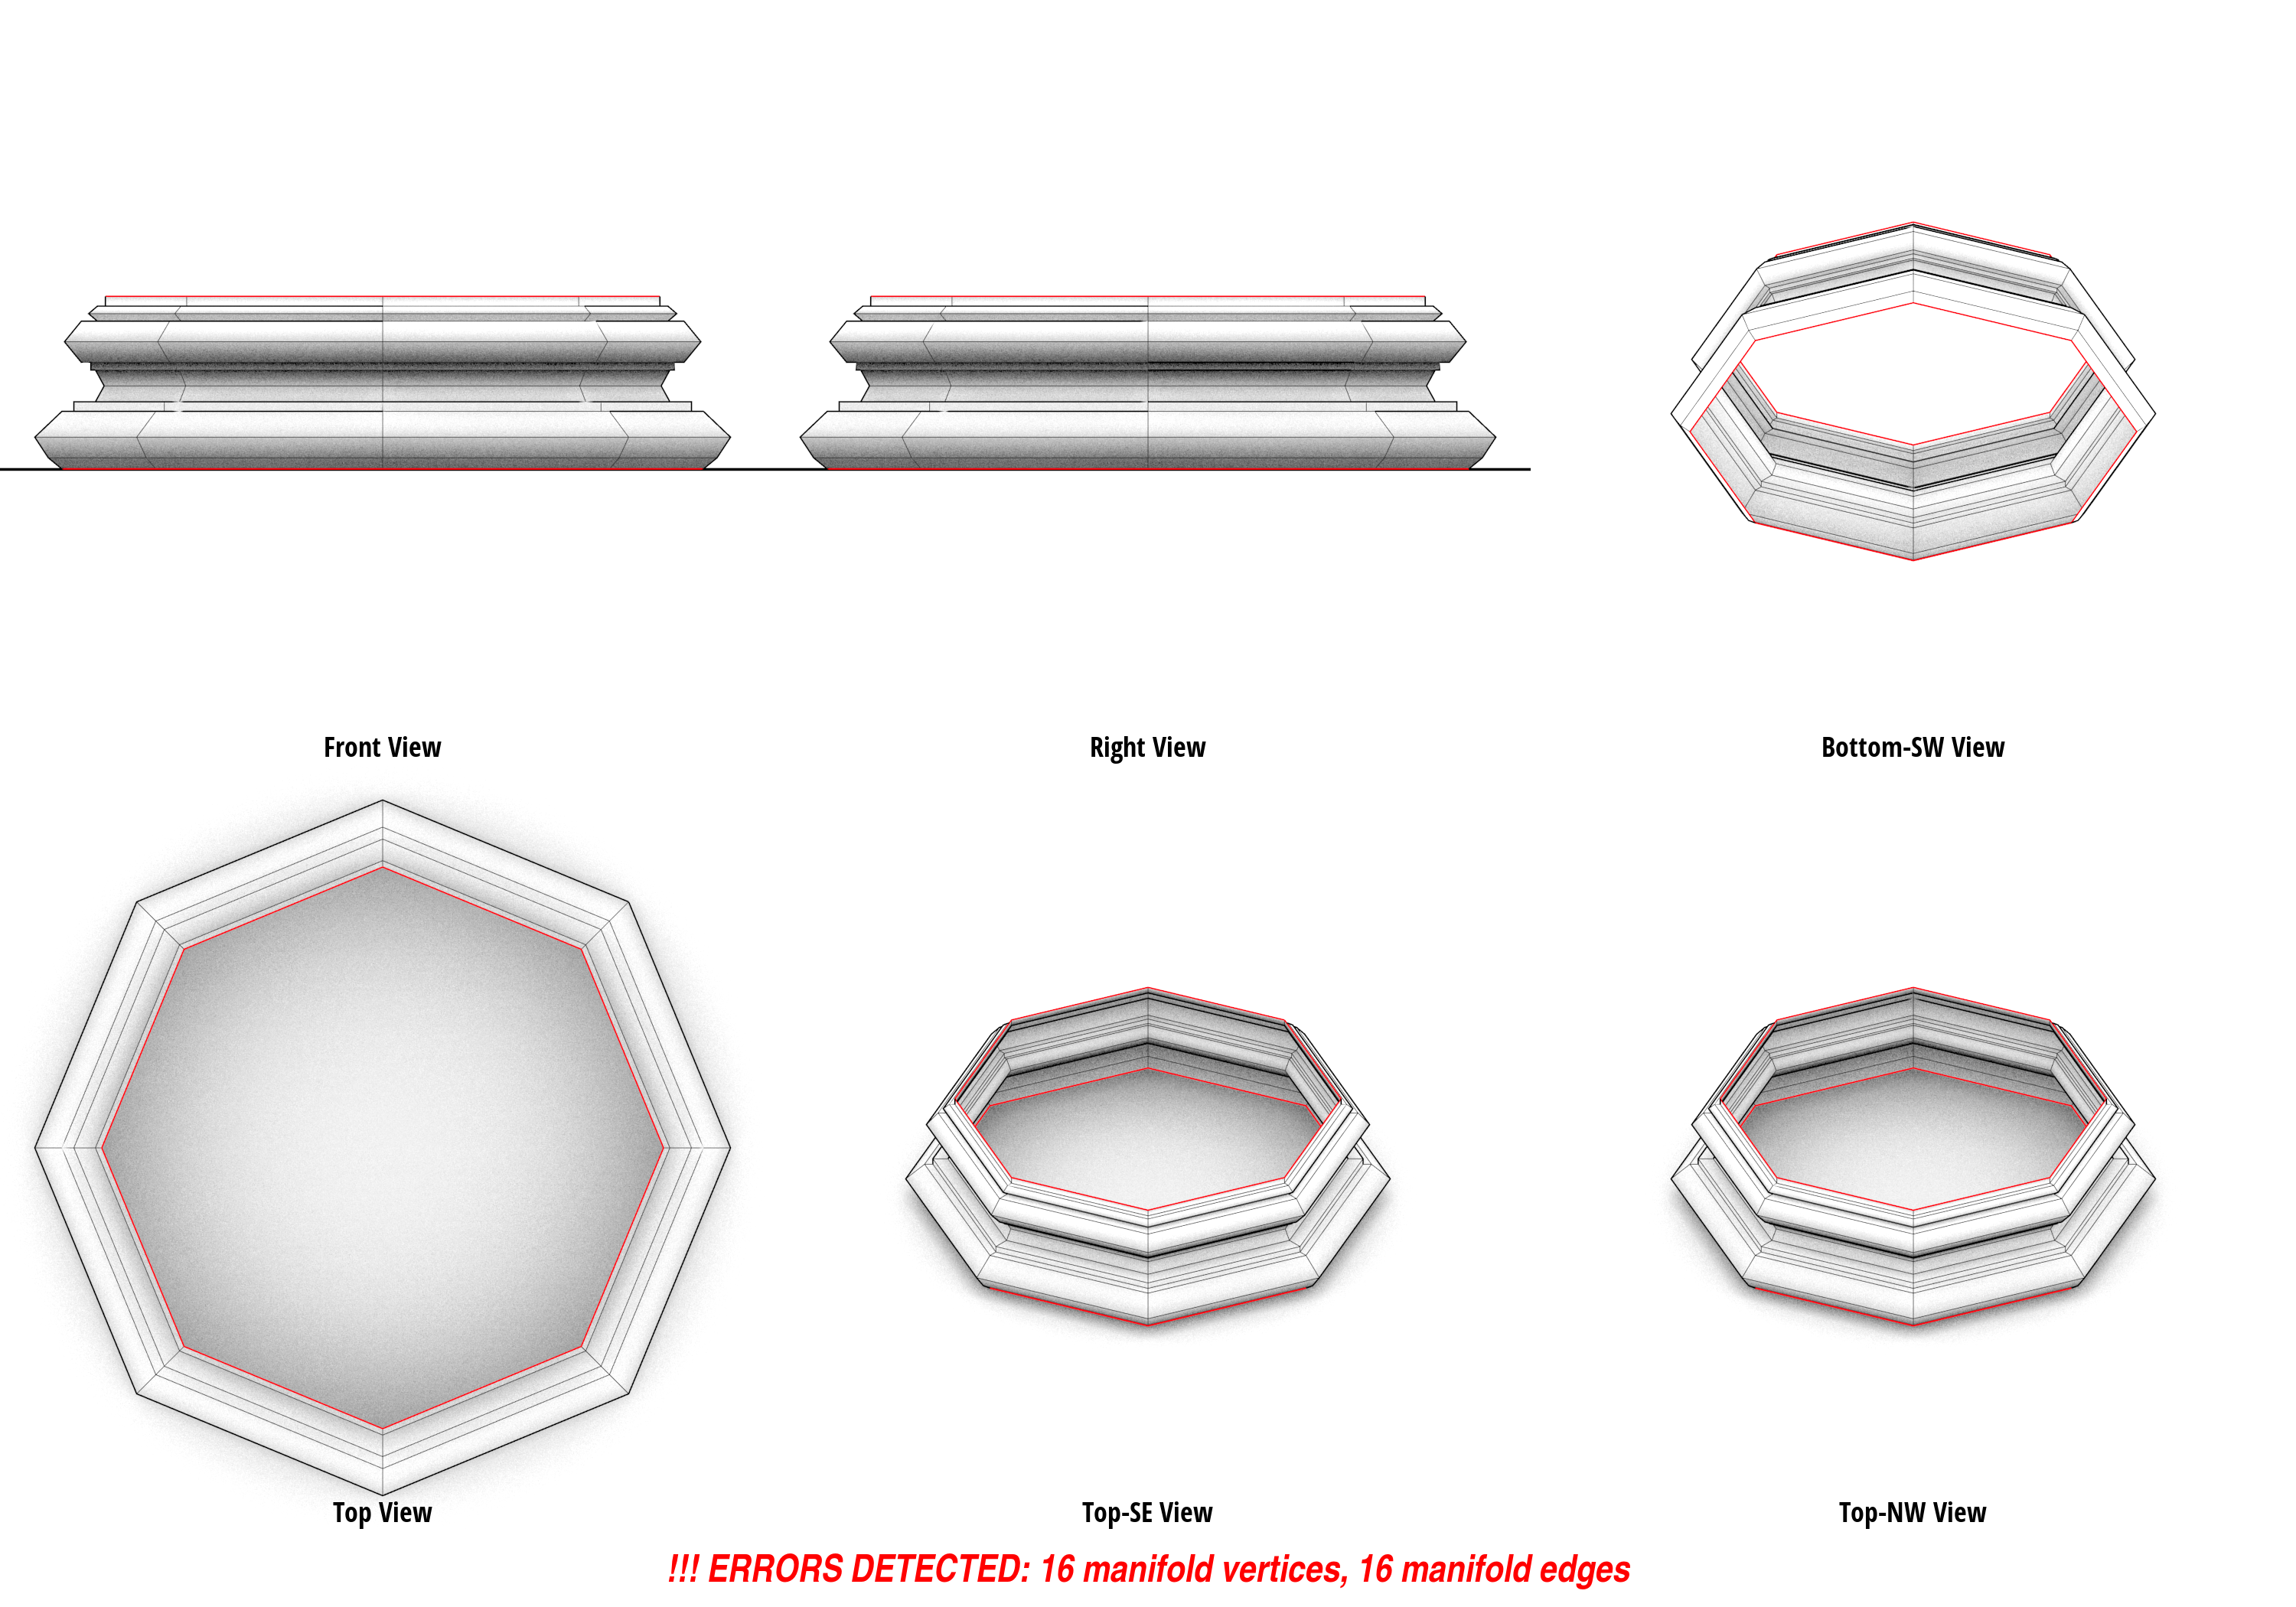 Front View
Right View
Bottom-SW View
Top View
Top-SE View
Top-NW View
!!! ERRORS DETECTED: 16 manifold vertices, 16 manifold edges